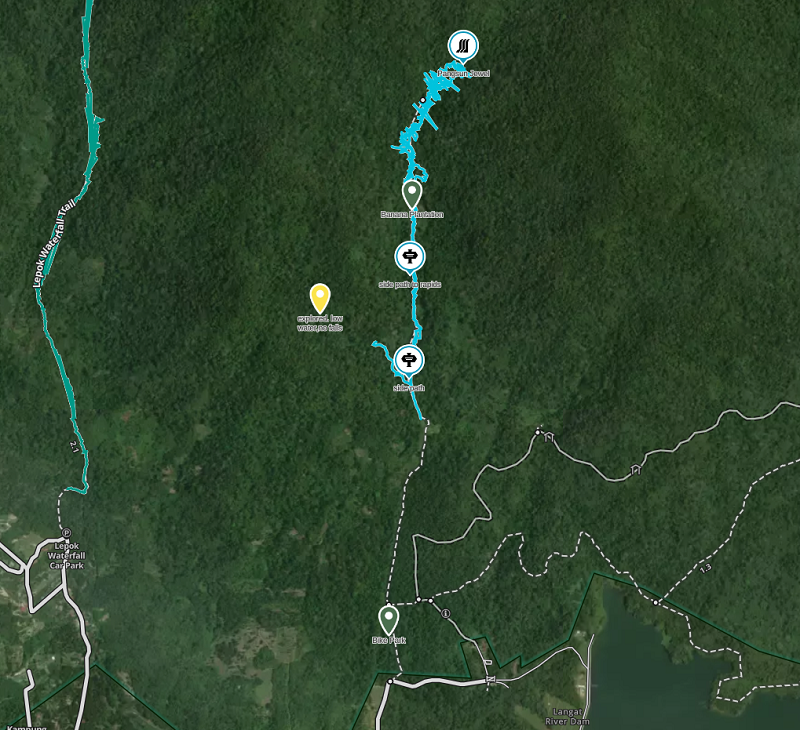 Pangsun Jewel
Banana Plantation
Lepok Waterfall Trail
side path to rapids
explored. low
water,no falls
side path
2.1
Lepok
Waterfall
Car Park
P
1.3
Bike Park
Langat
River Dam
Kampung